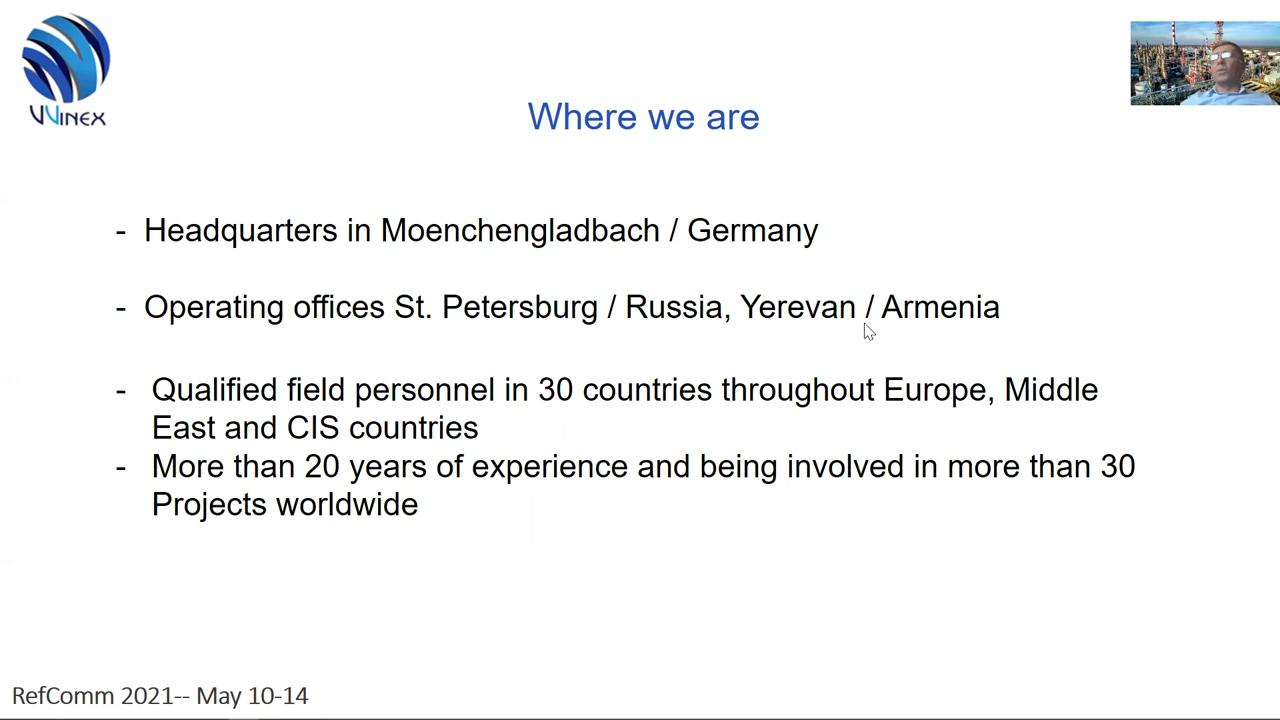 VVINEX
Where we are
- Headquarters in Moenchengladbach / Germany
- Operating offices St. Petersburg / Russia, Yerevan / Armenia
- Qualified field personnel in 30 countries throughout Europe, Middle
East and CIS countries
- More than 20 years of experience and being involved in more than 30
Projects worldwide
RefComm 2021-- May 10-14